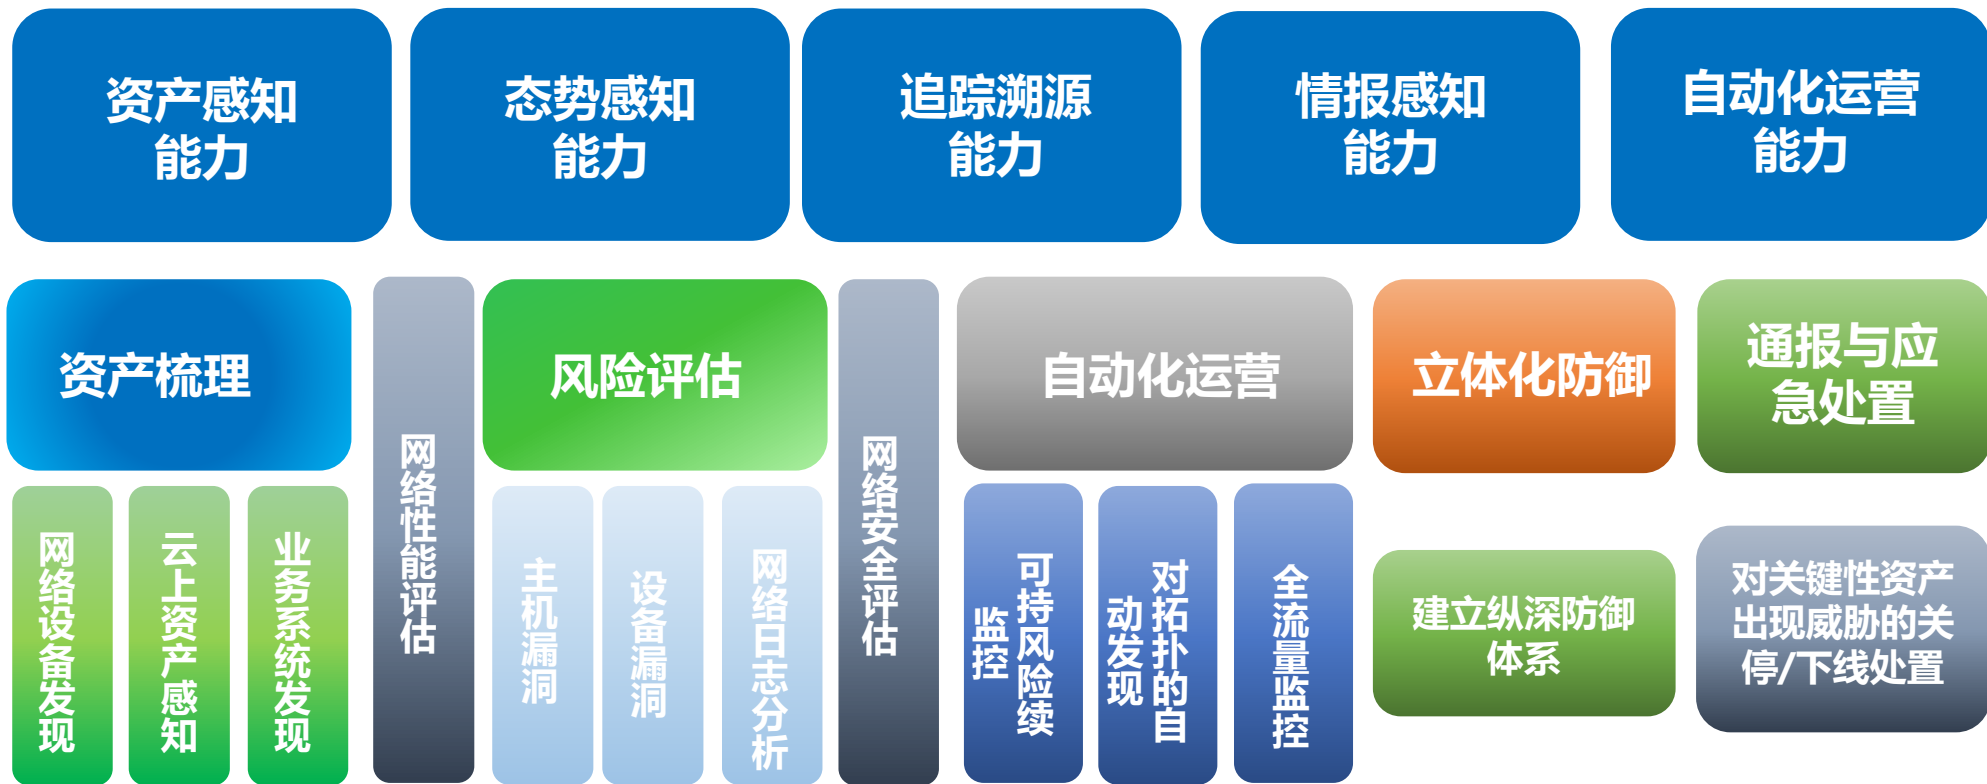 资产感知
能力
态势感知
能力
追踪溯源
能力
情报感知
能力
自动化运营
能力
资产梳理
网络性能评估
风险评估
网络安全评估
自动化运营
立体化防御
通报与应
急处置
网络设备发现
云上资产感知
业务系统发现
主机漏洞
设备漏洞
网络日志分析
可持风险续
监控
对拓扑的自
动发现
全流量监控
建立纵深防御
体系
对关键性资产
出现威胁的关
停/下线处置